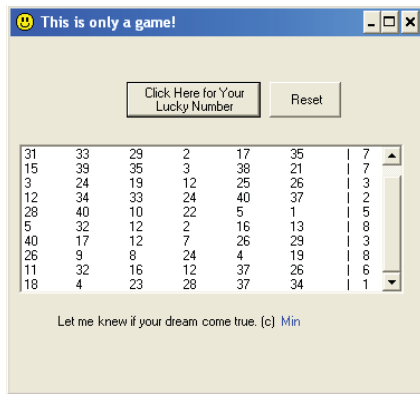 This is only a game!
Click Here for Your
Lucky Number
Reset
31 33 29 2 17 35 | 7
15 39 35 3 38 21 | 7
3 24 19 12 25 26 | 3
12 34 33 24 40 37 | 2
28 40 10 22 5 1 | 5
5 32 12 2 16 13 | 8
40 17 12 7 26 29 | 3
26 9 8 24 4 19 | 8
11 32 16 12 37 26 | 6
18 4 23 28 37 34 | 1
Let me knew if your dream come true. (c) Min